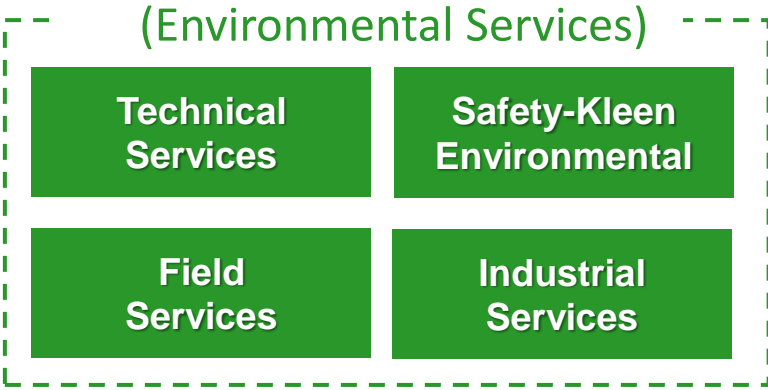 (Environmental Services)
Technical
Services
Safety-Kleen
Environmental
Field
Services
Industrial
Services